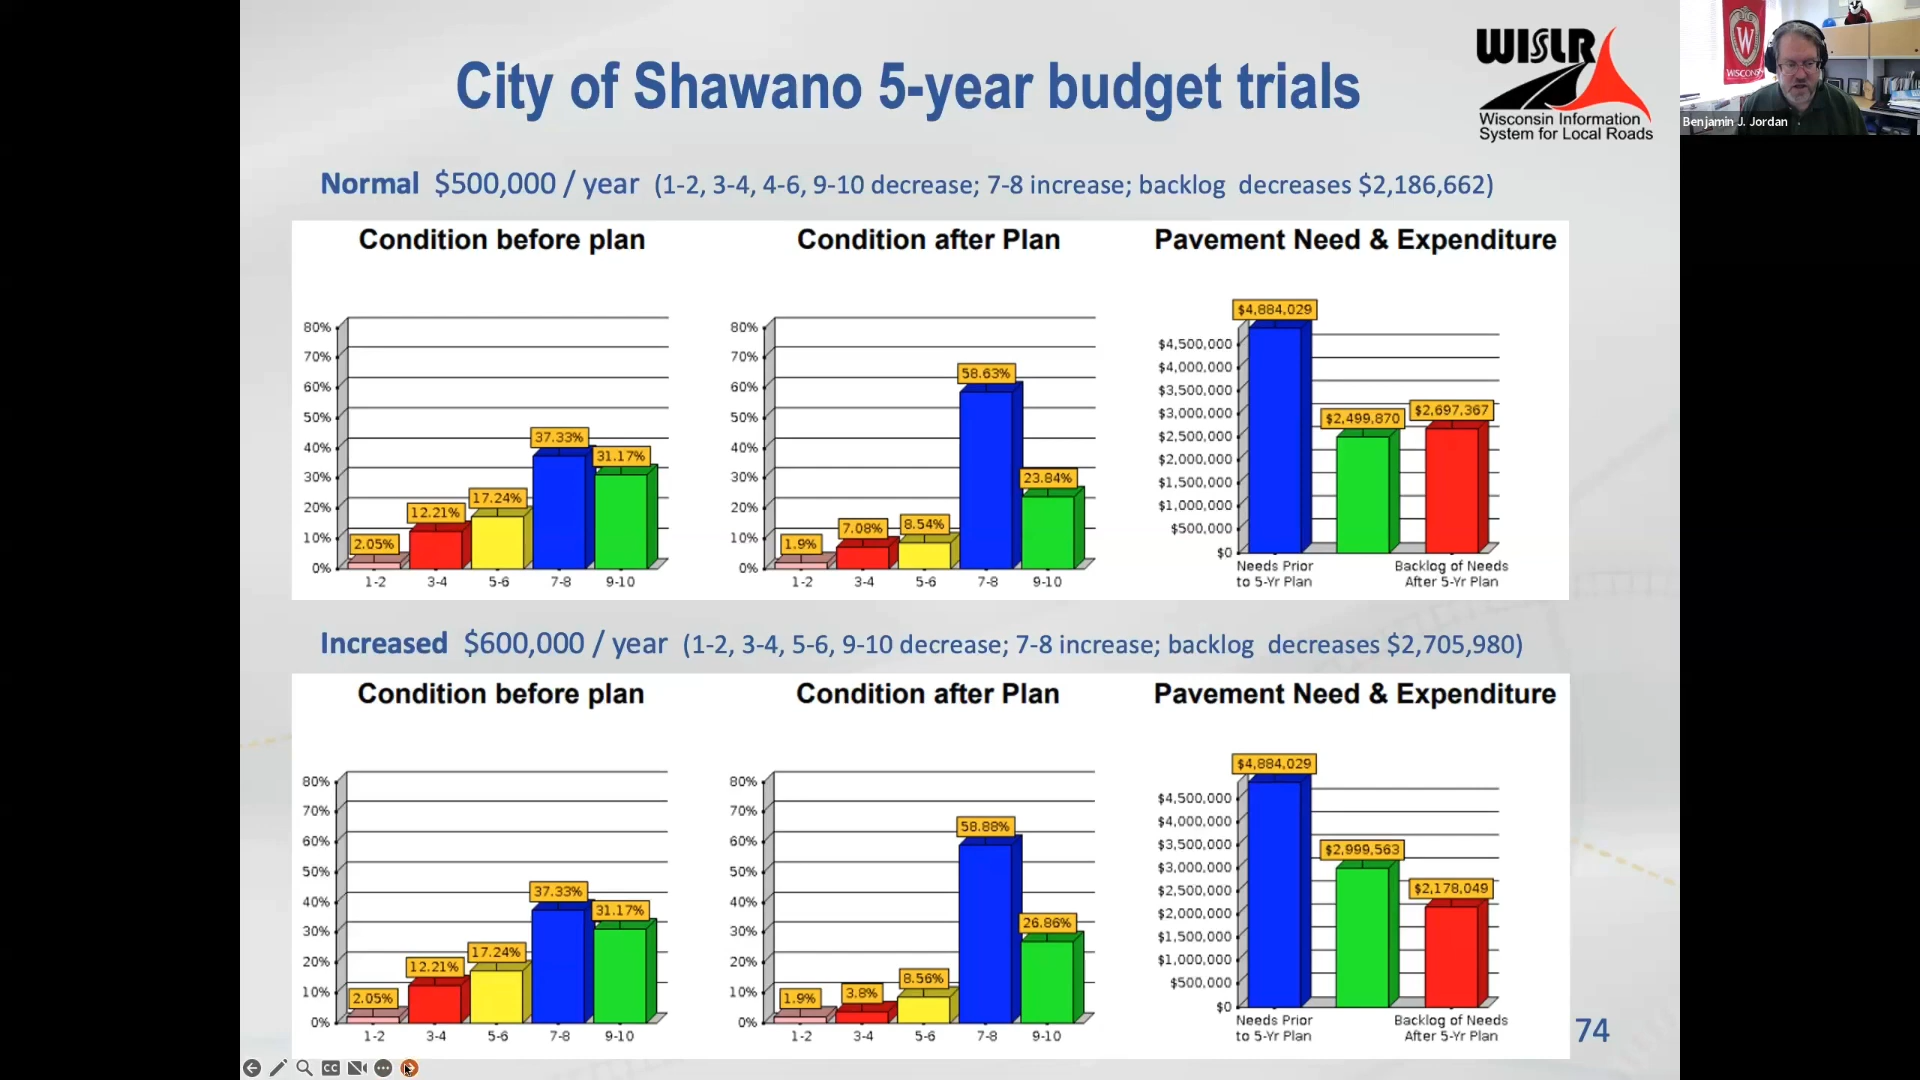 City of Shawano 5-year budget trials
WISLR
Wisconsin Information
System for Local Roads
W
WISCONSIN
Benjamin J. Jordan
Normal $500,000 / year (1-2, 3-4, 4-6, 9-10 decrease; 7-8 increase; backlog decreases $2,186,662)
Condition before plan
80%
70%
60%
50%
40%
30%
20%
10%
0%
2.05%
12.21%
17.24%
37.33%
31.17%
1-2 3-4 5-6 7-8 9-10
Condition after Plan
80%
70%
60%
50%
40%
30%
20%
10%
0%
1.9%
7.08%
8.54%
58.63%
23.84%
1-2 3-4 5-6 7-8 9-10
Pavement Need & Expenditure
$4,500,000
$4,000,000
$3,500,000
$3,000,000
$2,500,000
$2,000,000
$1,500,000
$1,000,000
$500,000
$0
$4,884,029
$2,499,870
$2,697,367
Needs Prior
to 5-Yr Plan
Backlog of Needs
After 5-Yr Plan
Increased $600,000 / year (1-2, 3-4, 5-6, 9-10 decrease; 7-8 increase; backlog decreases $2,705,980)
Condition before plan
80%
70%
60%
50%
40%
30%
20%
10%
0%
2.05%
12.21%
17.24%
37.33%
31.17%
1-2 3-4 5-6 7-8 9-10
Condition after Plan
80%
70%
60%
50%
40%
30%
20%
10%
0%
1.9%
3.8%
8.56%
58.88%
26.86%
1-2 3-4 5-6 7-8 9-10
Pavement Need & Expenditure
$4,500,000
$4,000,000
$3,500,000
$3,000,000
$2,500,000
$2,000,000
$1,500,000
$1,000,000
$500,000
$0
$4,884,029
$2,999,563
$2,178,049
Needs Prior
to 5-Yr Plan
Backlog of Needs
After 5-Yr Plan
74
CC